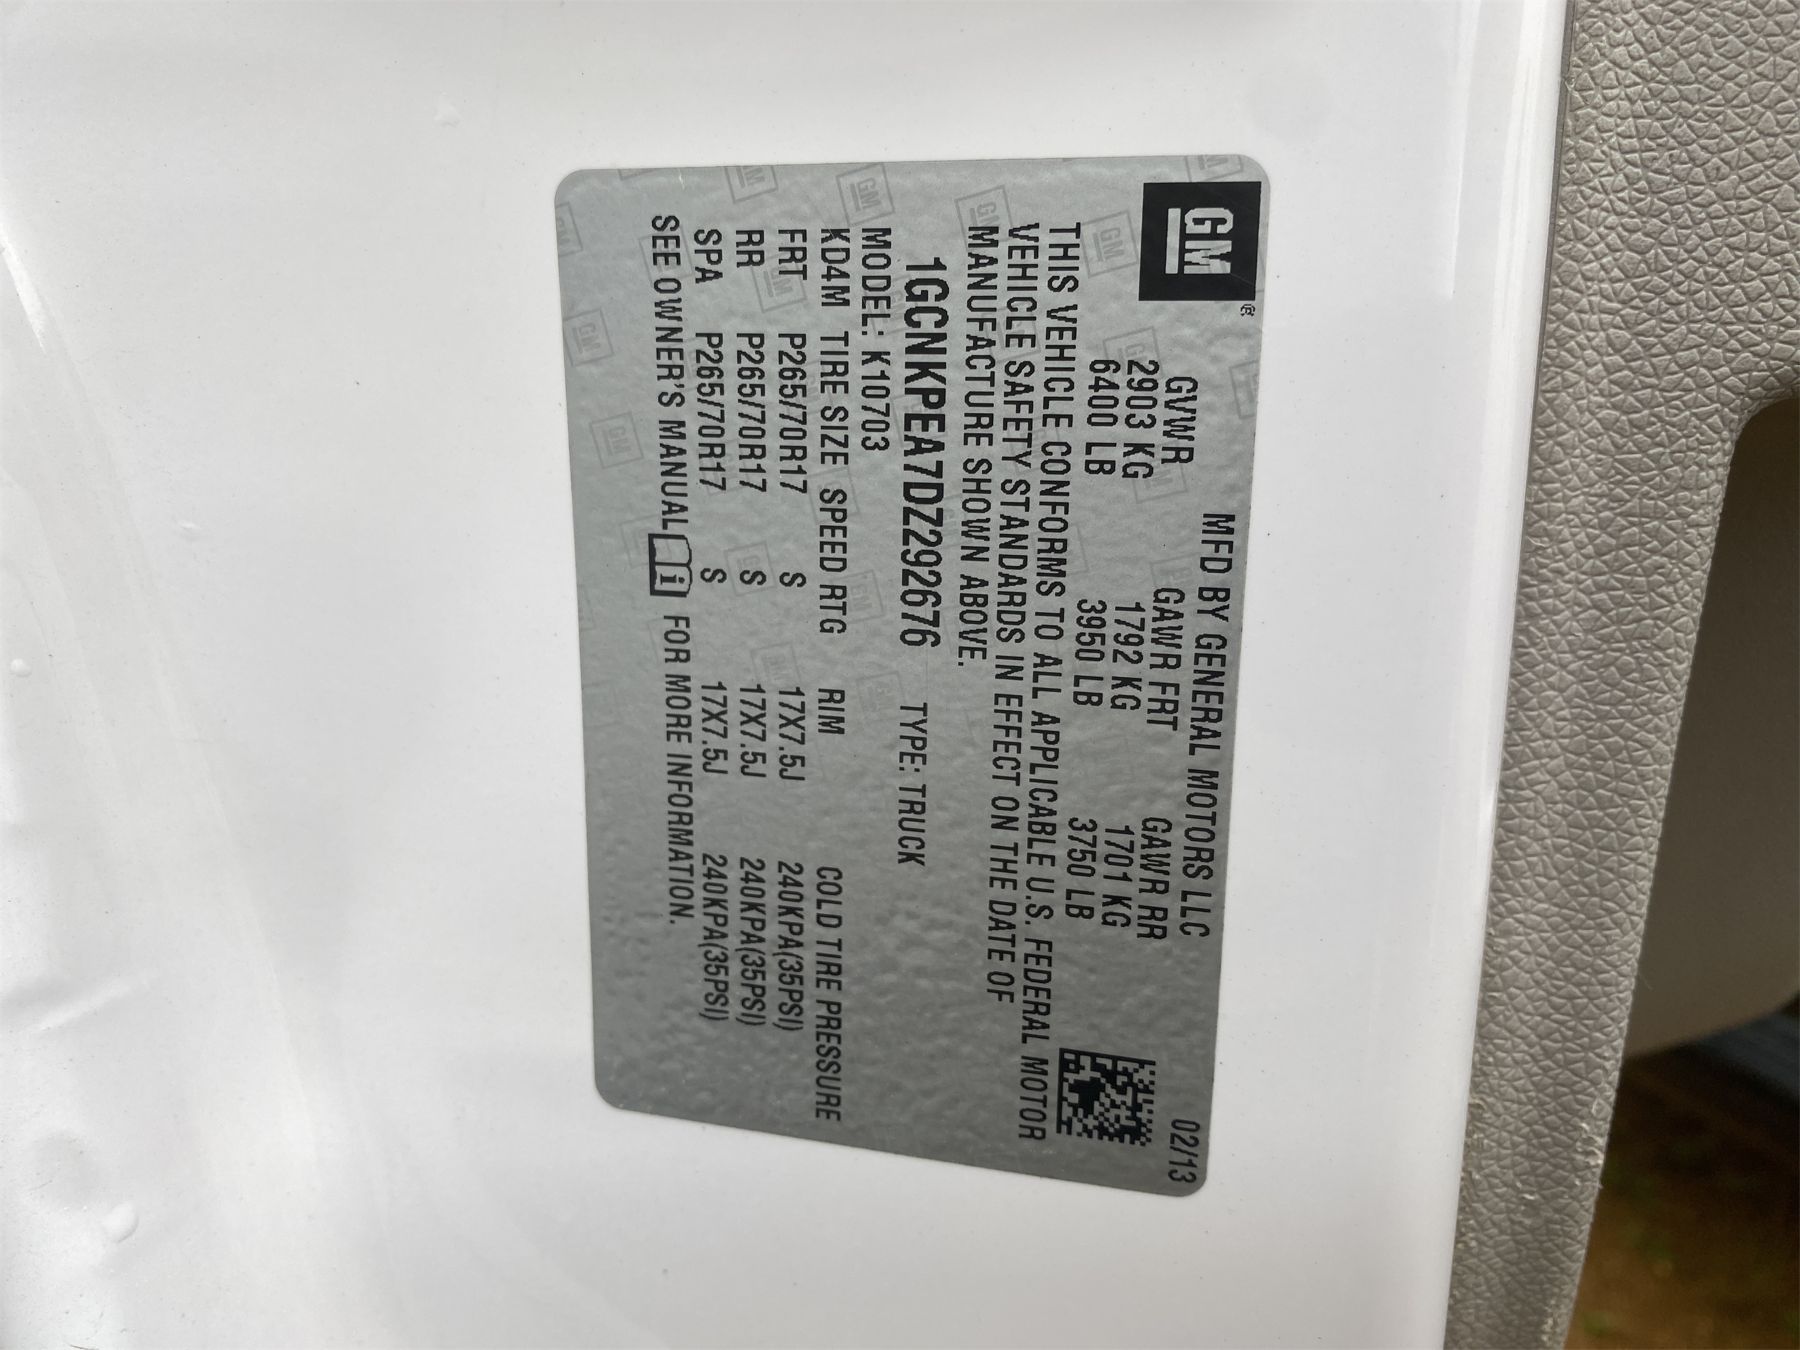 GM®
MFD BY GENERAL MOTORS LLC 02/13
GVWR GAWR FRT GAWR RR
2903 KG 1792 KG 1701 KG
6400 LB 3950 LB 3750 LB
THIS VEHICLE CONFORMS TO ALL APPLICABLE U.S. FEDERAL MOTOR
VEHICLE SAFETY STANDARDS IN EFFECT ON THE DATE OF
MANUFACTURE SHOWN ABOVE.
1GCNKPEA7DZ292676 TYPE: TRUCK
MODEL: K10703
KD4M TIRE SIZE SPEED RTG RIM COLD TIRE PRESSURE
FRT P265/70R17 S 17X7.5J 240KPA(35PSI)
RR P265/70R17 S 17X7.5J 240KPA(35PSI)
SPA P265/70R17 S 17X7.5J 240KPA(35PSI)
SEE OWNER'S MANUAL i FOR MORE INFORMATION.